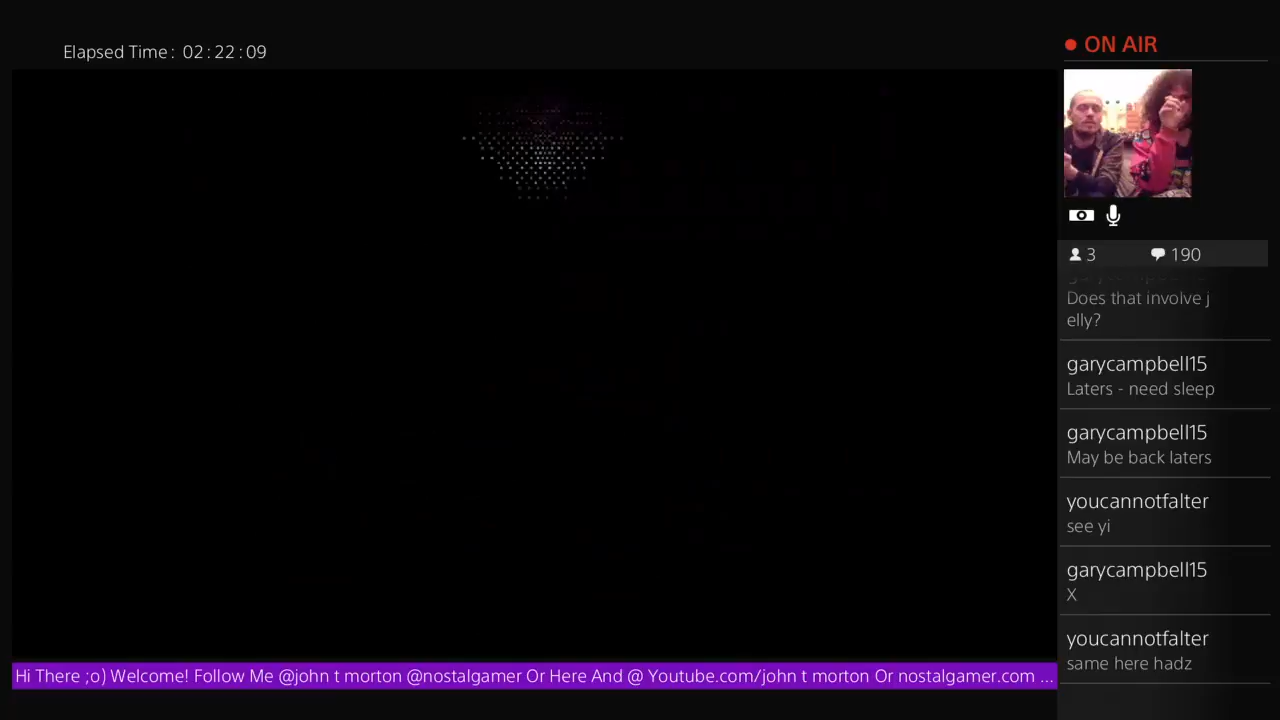 Elapsed Time: 02:22:09
ON AIR
3 190
Does that involve j
elly?
garycampbell15
Laters - need sleep
garycampbell15
May be back laters
youcannotfalter
see yi
garycampbell15
X
youcannotfalter
same here hadz
Hi There ;o) Welcome! Follow Me @john t morton @nostalgamer Or Here And @ Youtube.com/john t morton Or nostalgamer.com ...